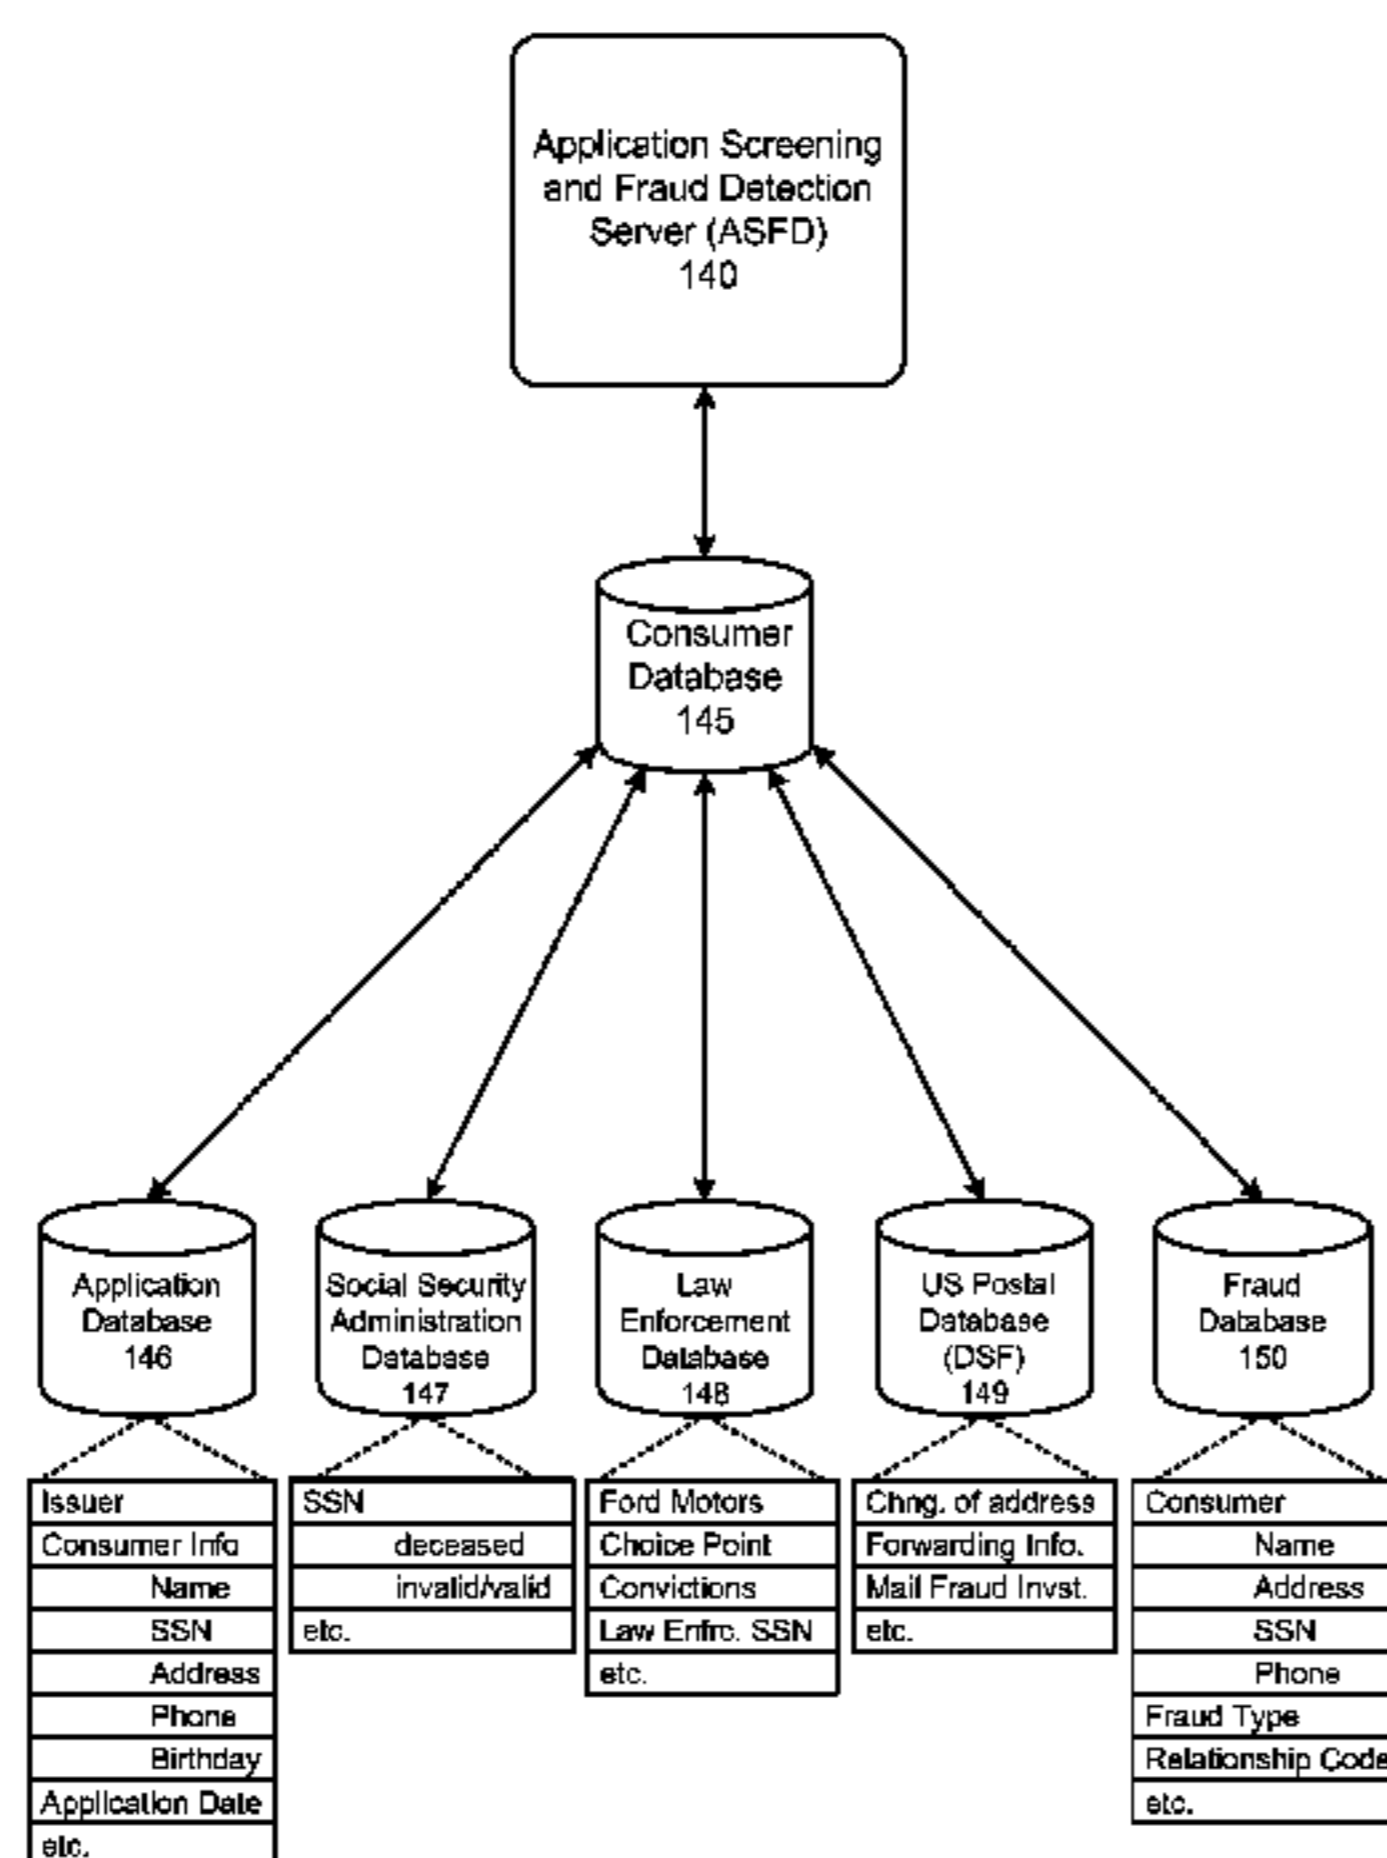 Application Screening
and Fraud Detection
Server (ASFD)
140
Consumer
Database
145
Application
Database
146
Social Security
Administration
Database
147
Law
Enforcement
Database
148
US Postal
Database
(DSF)
149
Fraud
Database
150
Issuer
Consumer Info
Name
SSN
Address
Phone
Birthday
Application Date
etc.
SSN
deceased
invalid/valid
etc.
Ford Motors
Choice Point
Convictions
Law Enfrc. SSN
etc.
Chng. of address
Forwarding Info.
Mail Fraud Invst.
etc.
Consumer
Name
Address
SSN
Phone
Fraud Type
Relationship Code
etc.